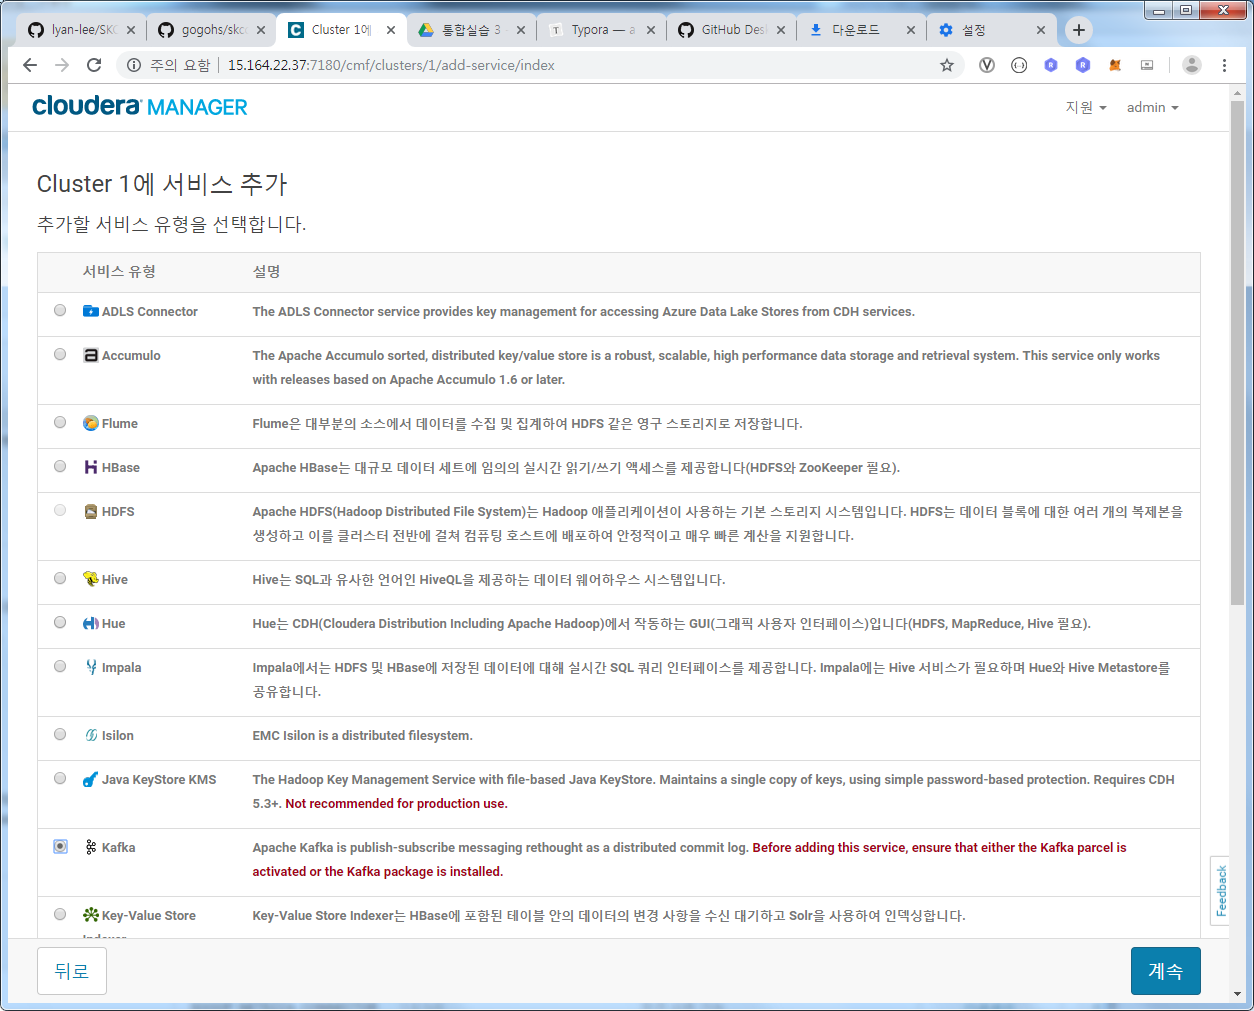 lyan-lee/SKC
gogohs/skcc
Cluster 1에
통합실습 3
Typora — a
GitHub Desk
다운로드
설정
주의 요함 15.164.22.37:7180/cmf/clusters/1/add-service/index
cloudera MANAGER
지원 admin
Cluster 1에 서비스 추가
추가할 서비스 유형을 선택합니다.
서비스 유형 설명
ADLS Connector The ADLS Connector service provides key management for accessing Azure Data Lake Stores from CDH services.
Accumulo The Apache Accumulo sorted, distributed key/value store is a robust, scalable, high performance data storage and retrieval system. This service only works
with releases based on Apache Accumulo 1.6 or later.
Flume Flume은 대부분의 소스에서 데이터를 수집 및 집계하여 HDFS 같은 영구 스토리지로 저장합니다.
HBase Apache HBase는 대규모 데이터 세트에 임의의 실시간 읽기/쓰기 액세스를 제공합니다(HDFS와 ZooKeeper 필요).
HDFS Apache HDFS(Hadoop Distributed File System)는 Hadoop 애플리케이션이 사용하는 기본 스토리지 시스템입니다. HDFS는 데이터 블록에 대한 여러 개의 복제본을
생성하고 이를 클러스터 전반에 걸쳐 컴퓨팅 호스트에 배포하여 안정적이고 매우 빠른 계산을 지원합니다.
Hive Hive는 SQL과 유사한 언어인 HiveQL을 제공하는 데이터 웨어하우스 시스템입니다.
Hue Hue는 CDH(Cloudera Distribution Including Apache Hadoop)에서 작동하는 GUI(그래픽 사용자 인터페이스)입니다(HDFS, MapReduce, Hive 필요).
Impala Impala에서는 HDFS 및 HBase에 저장된 데이터에 대해 실시간 SQL 쿼리 인터페이스를 제공합니다. Impala에는 Hive 서비스가 필요하며 Hue와 Hive Metastore를
공유합니다.
Isilon EMC Isilon is a distributed filesystem.
Java KeyStore KMS The Hadoop Key Management Service with file-based Java KeyStore. Maintains a single copy of keys, using simple password-based protection. Requires CDH
5.3+. Not recommended for production use.
Kafka Apache Kafka is publish-subscribe messaging rethought as a distributed commit log. Before adding this service, ensure that either the Kafka parcel is
activated or the Kafka package is installed.
Key-Value Store Key-Value Store Indexer는 HBase에 포함된 테이블 안의 데이터의 변경 사항을 수신 대기하고 Solr을 사용하여 인덱싱합니다.
Indexer
Feedback
뒤로 계속